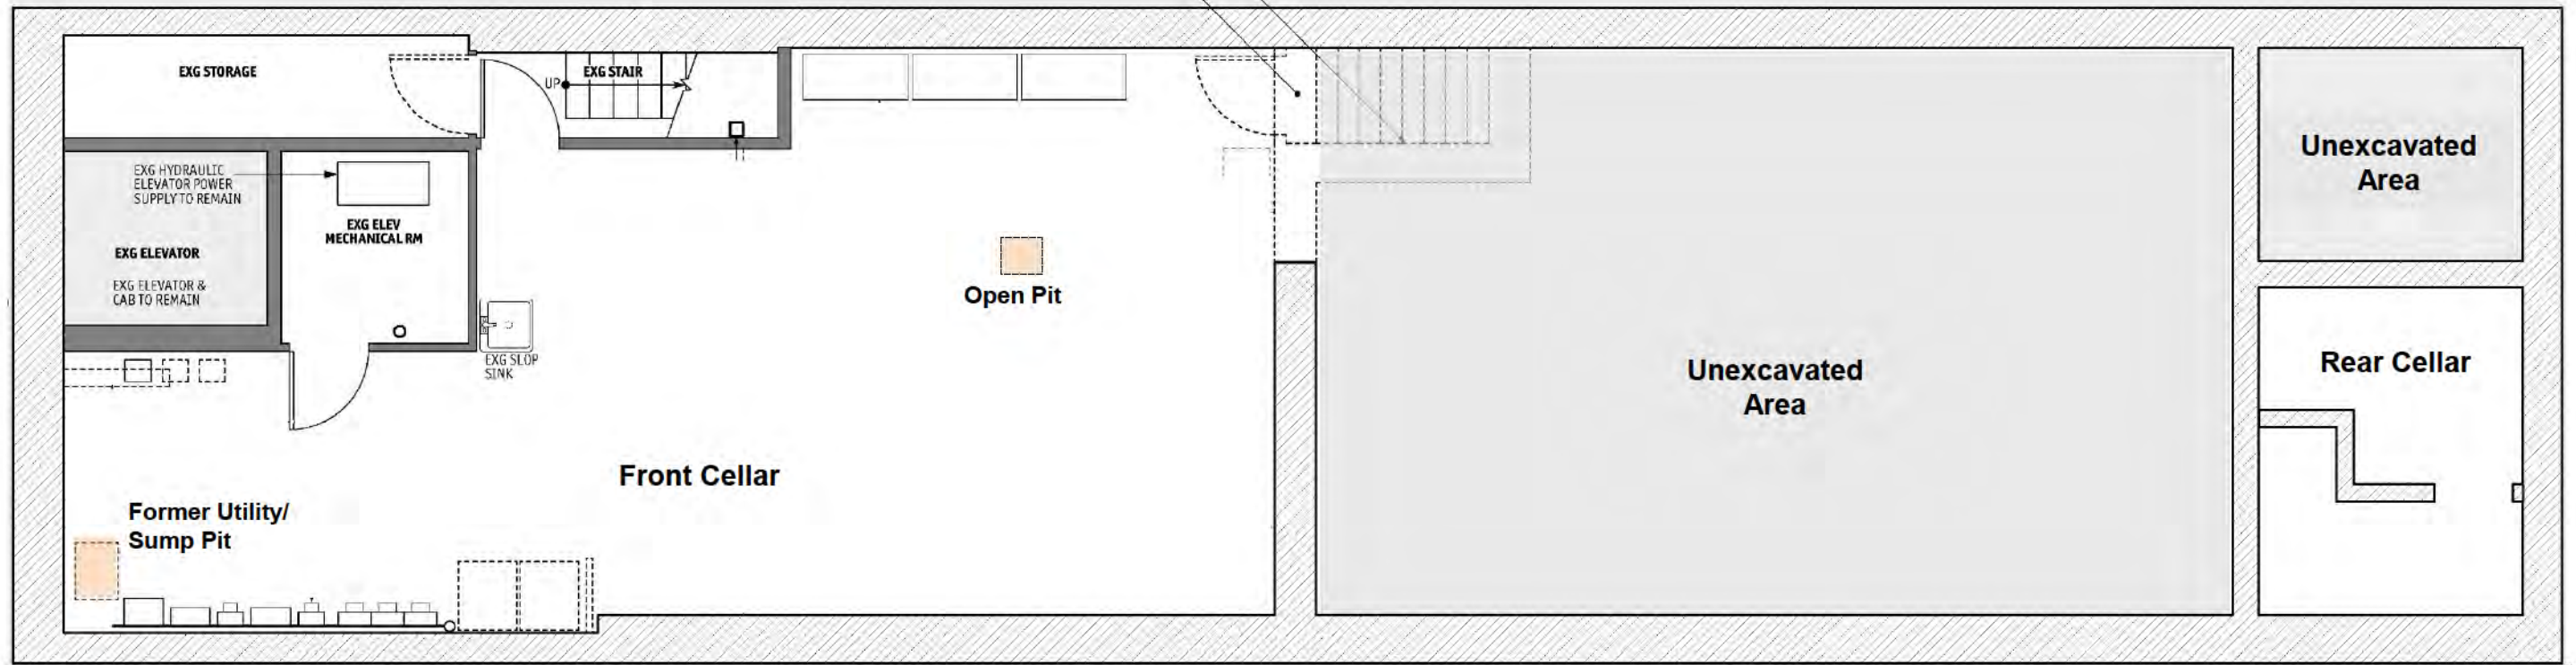 EXG STORAGE
UP
EXG STAIR
EXG HYDRAULIC
ELEVATOR POWER
SUPPLY TO REMAIN
EXG ELEV
MECHANICAL RM
EXG ELEVATOR
EXG ELEVATOR &
CAB TO REMAIN
EXG SLOP
SINK
Open Pit
Front Cellar
Former Utility/
Sump Pit
Unexcavated
Area
Unexcavated
Area
Rear Cellar